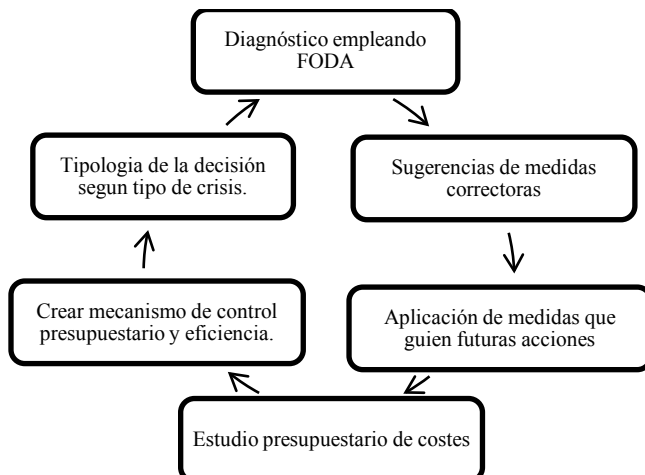 Diagnóstico empleando
FODA
Sugerencias de medidas
correctoras
Aplicación de medidas que
guien futuras acciones
Estudio presupuestario de costes
Crear mecanismo de control
presupuestario y eficiencia.
Tipologia de la decisión
segun tipo de crisis.